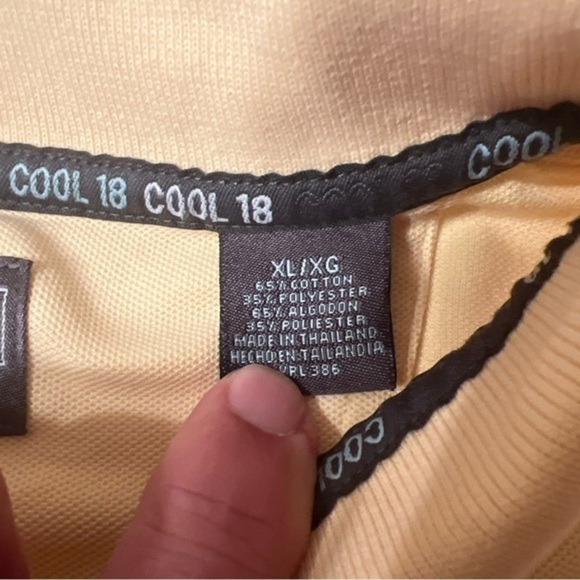 COOL 18 COOL 18
COOL
XL/XG
65% COTTON
35% POLYESTER
65% ALGODON
35% POLIESTER
MADE IN THAILAND
HECHO EN TAILANDIA
386
COOL